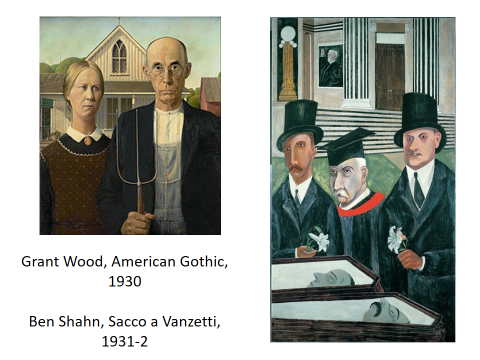 Grant Wood, American Gothic,
1930
Ben Shahn, Sacco a Vanzetti,
1931-2